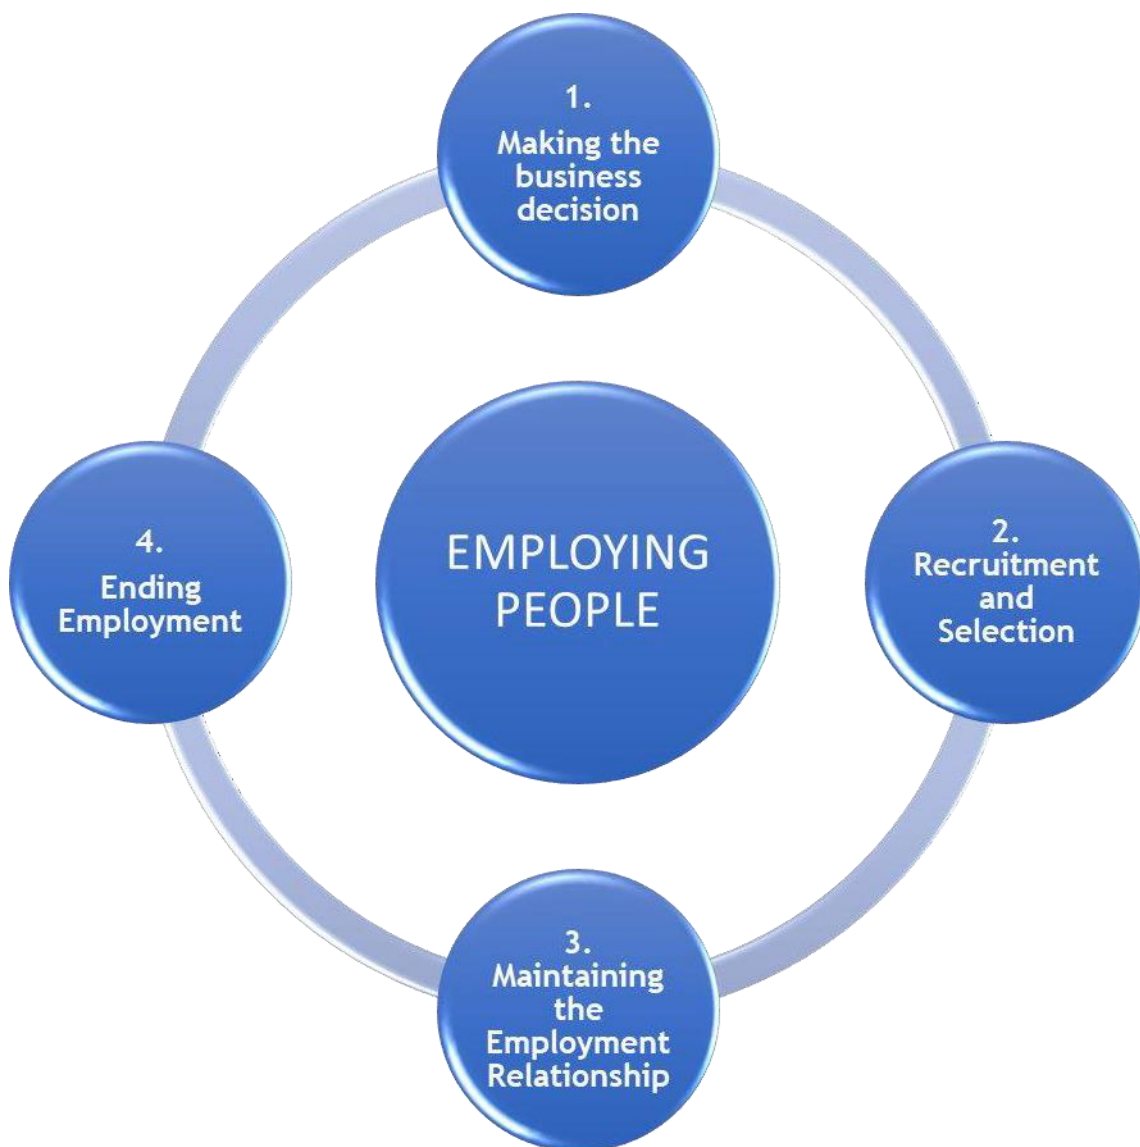 1.
Making the
business
decision
EMPLOYING
PEOPLE
2.
Recruitment
and
Selection
3.
Maintaining
the
Employment
Relationship
4.
Ending
Employment